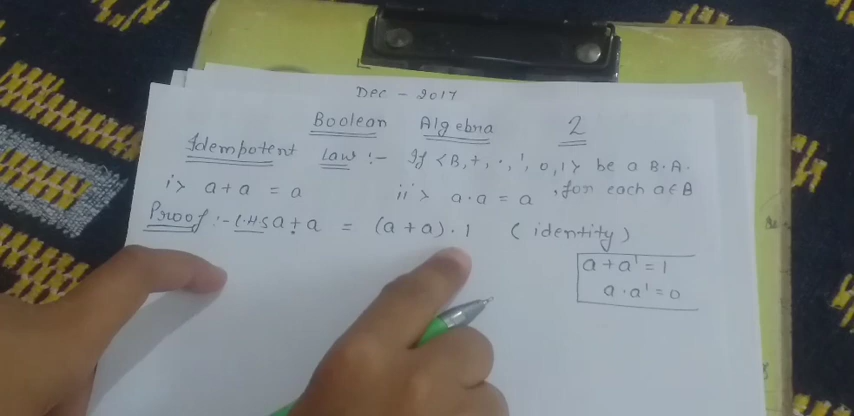 Dec - 2017
Boolean Algebra 2
Idempotent Law :- If <B, +, ·, ', 0, 1> be a B.A.
i> a + a = a ii> a · a = a , for each a ∈ B
Proof :- L.H.S a + a = (a + a) · 1 (identity)
a + a' = 1
a · a' = 0